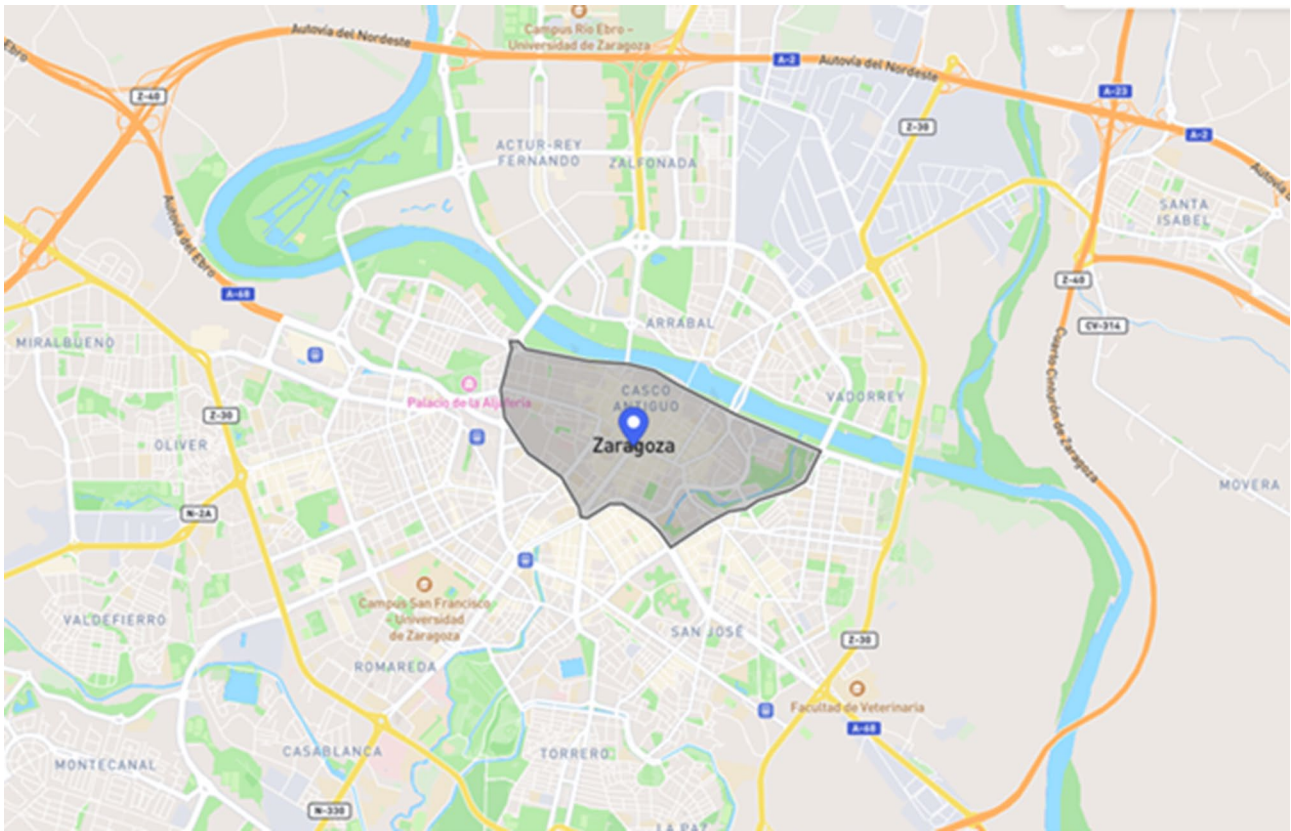 Campus Río Ebro -
Universidad de Zaragoza
Autovía del Nordeste
Ebro
A-2
Autovía del Nordeste
Z-40
A-23
Z-30
A-2
ACTUR-REY
FERNANDO
ZALFONADA
Autovía d
SANTA
ISABEL
Autovía del Ebro
Z-40
A-68
CV-314
ARRABAL
MIRALBUENO
Palacio de la Aljafería
CASCO
ANTIGUO
VADORREY
Cuarto Cinturón de Zaragoza
Z-30
OLIVER
Zaragoza
MOVERA
N-2A
Campus San Francisco
- Universidad
de Zaragoza
VALDEFIERRO
SAN JOSÉ
Z-30
ROMAREDA
Facultad de Veterinaria
A-68
CASABLANCA
TORRERO
MONTECANAL
N-330
LA PAZ